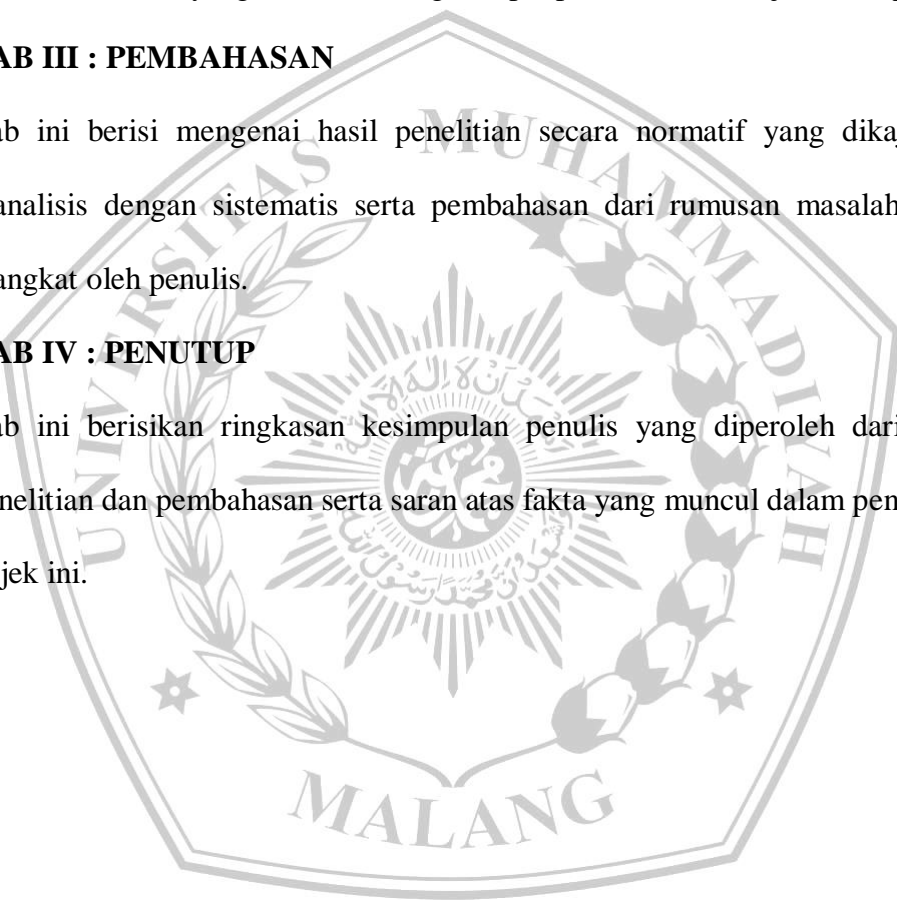 AB III : PEMBAHASAN
ab ini berisi mengenai hasil penelitian secara normatif yang dika
analisis dengan sistematis serta pembahasan dari rumusan masalah
angkat oleh penulis.
AB IV : PENUTUP
ab ini berisikan ringkasan kesimpulan penulis yang diperoleh dari
nelitian dan pembahasan serta saran atas fakta yang muncul dalam pen
jek ini.
UNIVERSITAS MUHAMMADIYAH
MALANG